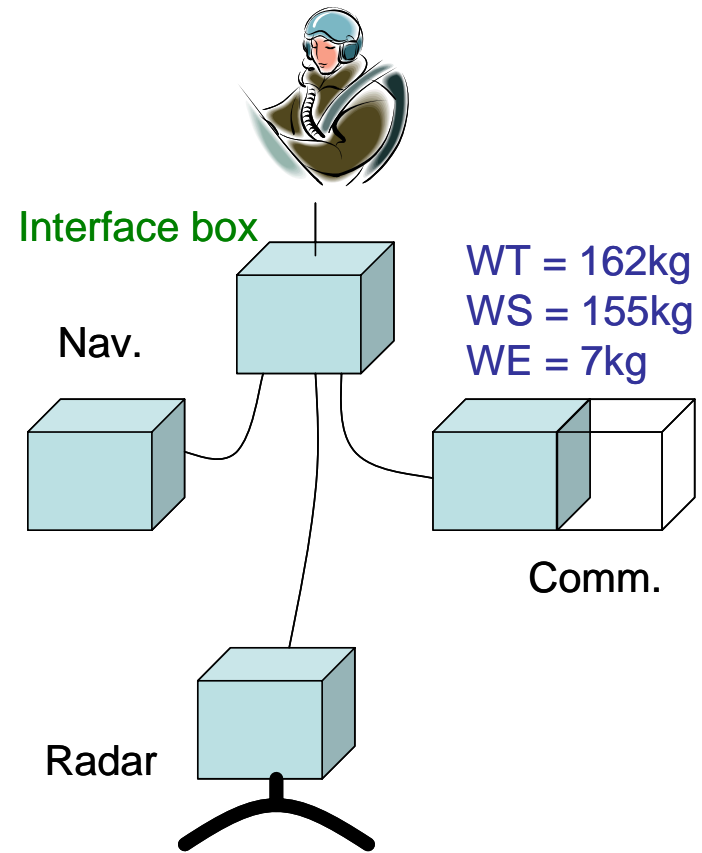 Interface box
WT = 162kg
WS = 155kg
WE = 7kg
Nav.
Comm.
Radar